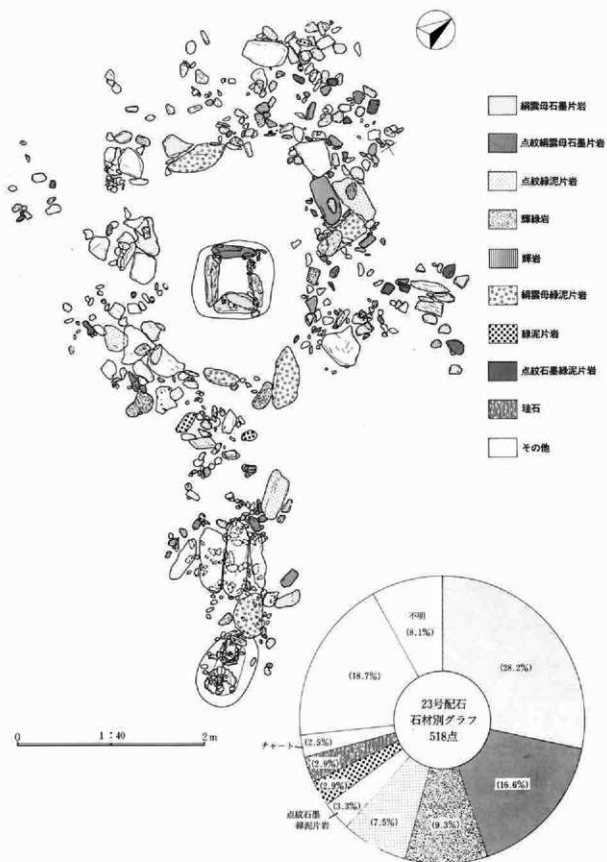 絹雲母石墨片岩
点紋絹雲母石墨片岩
点紋緑泥片岩
輝緑岩
輝岩
絹雲母緑泥片岩
緑泥片岩
点紋石墨緑泥片岩
珪石
その他
0
1:40
2m
23号配石
石材別グラフ
518点
(28.2%)
(16.6%)
(9.3%)
(7.5%)
点紋石墨
緑泥片岩
(3.3%)
(2.9%)
(2.9%)
チャート
(2.5%)
(18.7%)
不明
(8.1%)